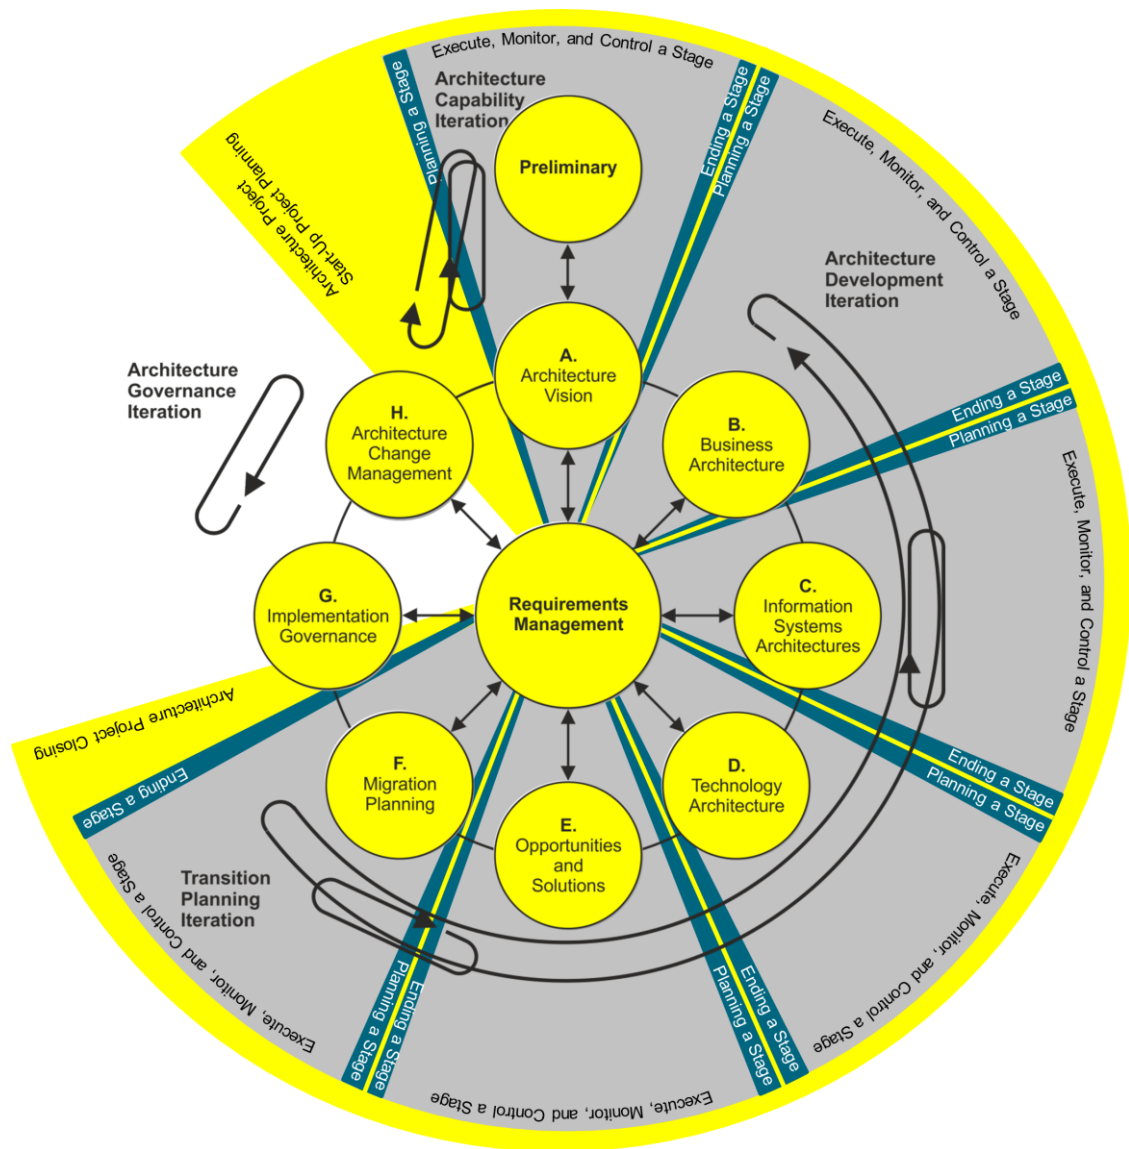 Execute, Monitor, and Control a Stage
Planning a Stage
Architecture
Capability
Iteration
Preliminary
Ending a Stage
Planning a Stage
Execute, Monitor, and Control a Stage
Architecture Project
Start-Up Project Planning
Architecture
Development
Iteration
Architecture
Governance
Iteration
A.
Architecture
Vision
H.
Architecture
Change
Management
B.
Business
Architecture
Ending a Stage
Planning a Stage
Execute, Monitor, and Control a Stage
G.
Implementation
Governance
Requirements
Management
C.
Information
Systems
Architectures
Architecture Project Closing
Ending a Stage
Ending a Stage
Planning a Stage
F.
Migration
Planning
D.
Technology
Architecture
E.
Opportunities
and
Solutions
Transition
Planning
Iteration
Execute, Monitor, and Control a Stage
Execute, Monitor, and Control a Stage
Planning a Stage
Ending a Stage
Planning a Stage
Ending a Stage
Execute, Monitor, and Control a Stage